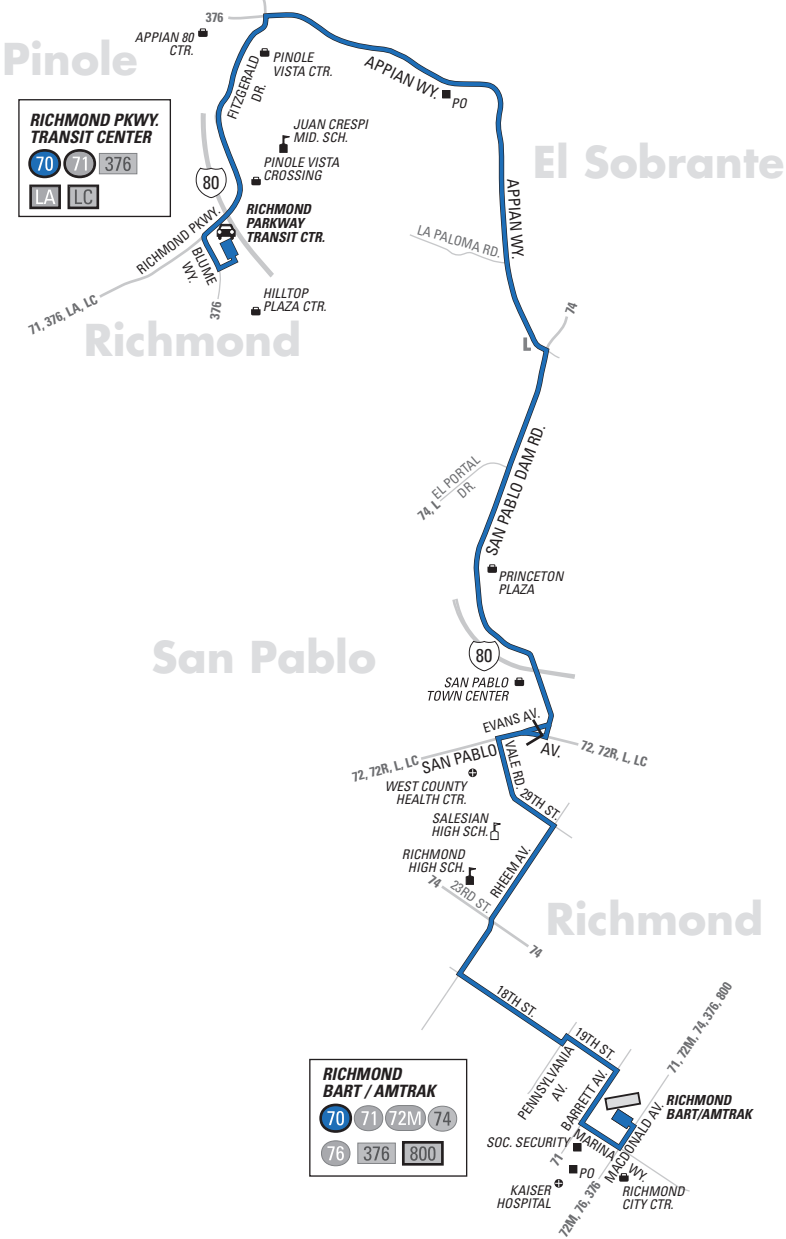 376
APPIAN 80
CTR.
Pinole
PINOLE
VISTA CTR.
FITZGERALD
DR.
APPIAN WY.
PO
RICHMOND PKWY.
TRANSIT CENTER
70 71 376
LA LC
JUAN CRESPI
MID. SCH.
PINOLE VISTA
CROSSING
80
El Sobrante
APPIAN WY.
LA PALOMA RD.
RICHMOND
PARKWAY
TRANSIT CTR.
RICHMOND PKWY.
BLUME
WY.
71, 376, LA, LC
376
HILLTOP
PLAZA CTR.
Richmond
74
L
SAN PABLO DAM RD.
EL PORTAL
DR.
74, L
PRINCETON
PLAZA
San Pablo
80
SAN PABLO
TOWN CENTER
EVANS AV.
72, 72R, L, LC
SAN PABLO
AV.
72, 72R, L, LC
VALE RD.
WEST COUNTY
HEALTH CTR.
29TH ST.
SALESIAN
HIGH SCH.
RICHMOND
HIGH SCH.
RHEEM AV.
74
23RD ST.
74
Richmond
18TH ST.
19TH ST.
71, 72M, 74, 376, 800
PENNSYLVANIA
AV.
BARRETT AV.
RICHMOND
BART/AMTRAK
MACDONALD AV.
MARINA
WY.
SOC. SECURITY
71
PO
KAISER
HOSPITAL
72M, 76, 376
RICHMOND
CITY CTR.
RICHMOND
BART / AMTRAK
70 71 72M 74
76 376 800